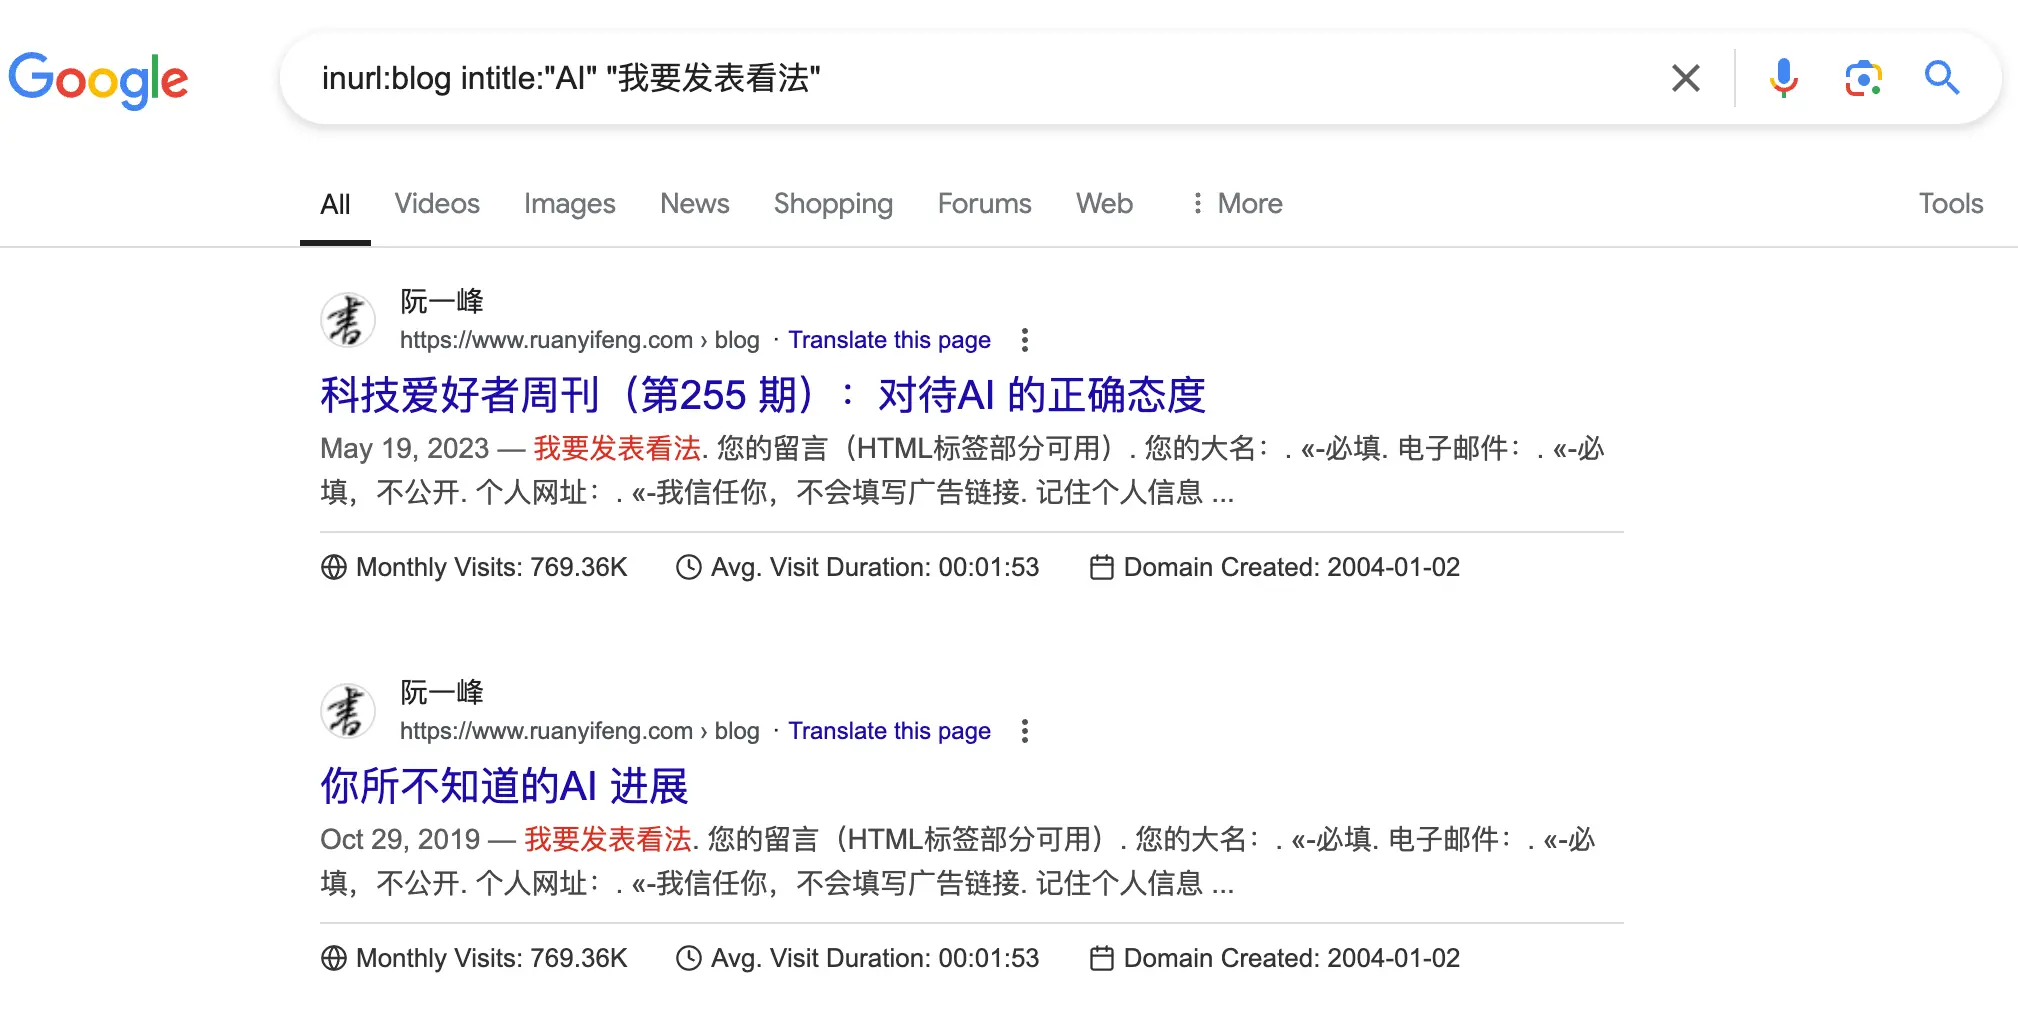 Google
inurl:blog intitle:"AI" "我要发表看法"
All Videos Images News Shopping Forums Web More Tools
阮一峰
https://www.ruanyifeng.com › blog · Translate this page
科技爱好者周刊（第255 期）：对待AI 的正确态度
May 19, 2023 — 我要发表看法. 您的留言（HTML标签部分可用）. 您的大名：. «-必填. 电子邮件：. «-必
填，不公开. 个人网址：. «-我信任你，不会填写广告链接. 记住个人信息 ...
Monthly Visits: 769.36K Avg. Visit Duration: 00:01:53 Domain Created: 2004-01-02
阮一峰
https://www.ruanyifeng.com › blog · Translate this page
你所不知道的AI 进展
Oct 29, 2019 — 我要发表看法. 您的留言（HTML标签部分可用）. 您的大名：. «-必填. 电子邮件：. «-必
填，不公开. 个人网址：. «-我信任你，不会填写广告链接. 记住个人信息 ...
Monthly Visits: 769.36K Avg. Visit Duration: 00:01:53 Domain Created: 2004-01-02